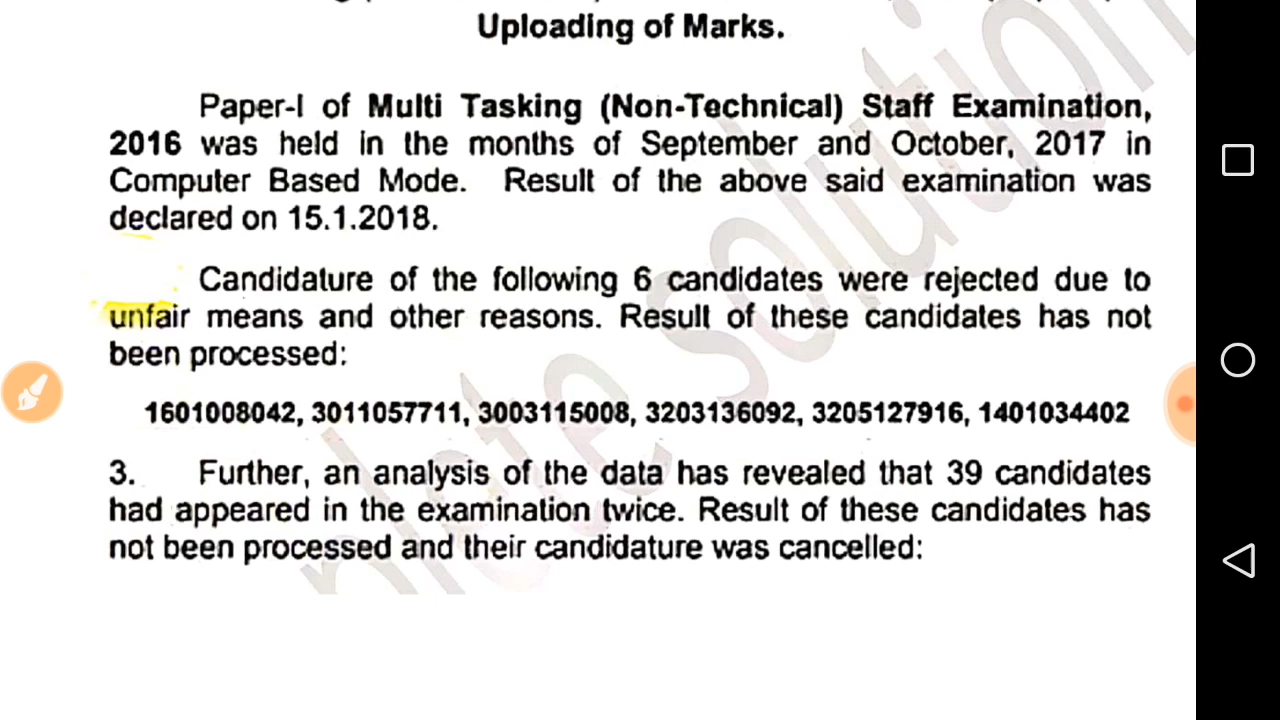 Uploading of Marks.
Paper-I of Multi Tasking (Non-Technical) Staff Examination,
2016 was held in the months of September and October, 2017 in
Computer Based Mode. Result of the above said examination was
declared on 15.1.2018.
Candidature of the following 6 candidates were rejected due to
unfair means and other reasons. Result of these candidates has not
been processed:
1601008042, 3011057711, 3003115008, 3203136092, 3205127916, 1401034402
3. Further, an analysis of the data has revealed that 39 candidates
had appeared in the examination twice. Result of these candidates has
not been processed and their candidature was cancelled:
plete solution